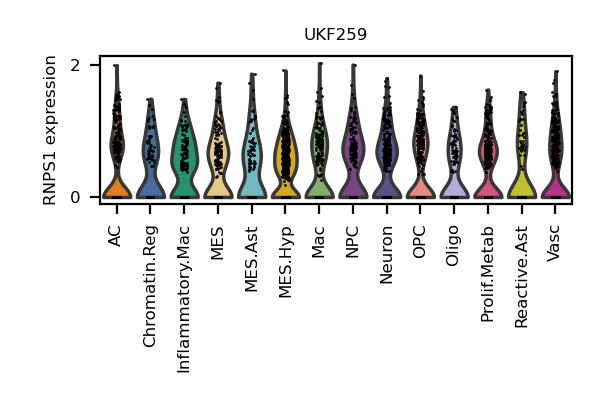 UKF259
RNPS1 expression
2
0
AC
Chromatin.Reg
Inflammatory.Mac
MES
MES.Ast
MES.Hyp
Mac
NPC
Neuron
OPC
Oligo
Prolif.Metab
Reactive.Ast
Vasc